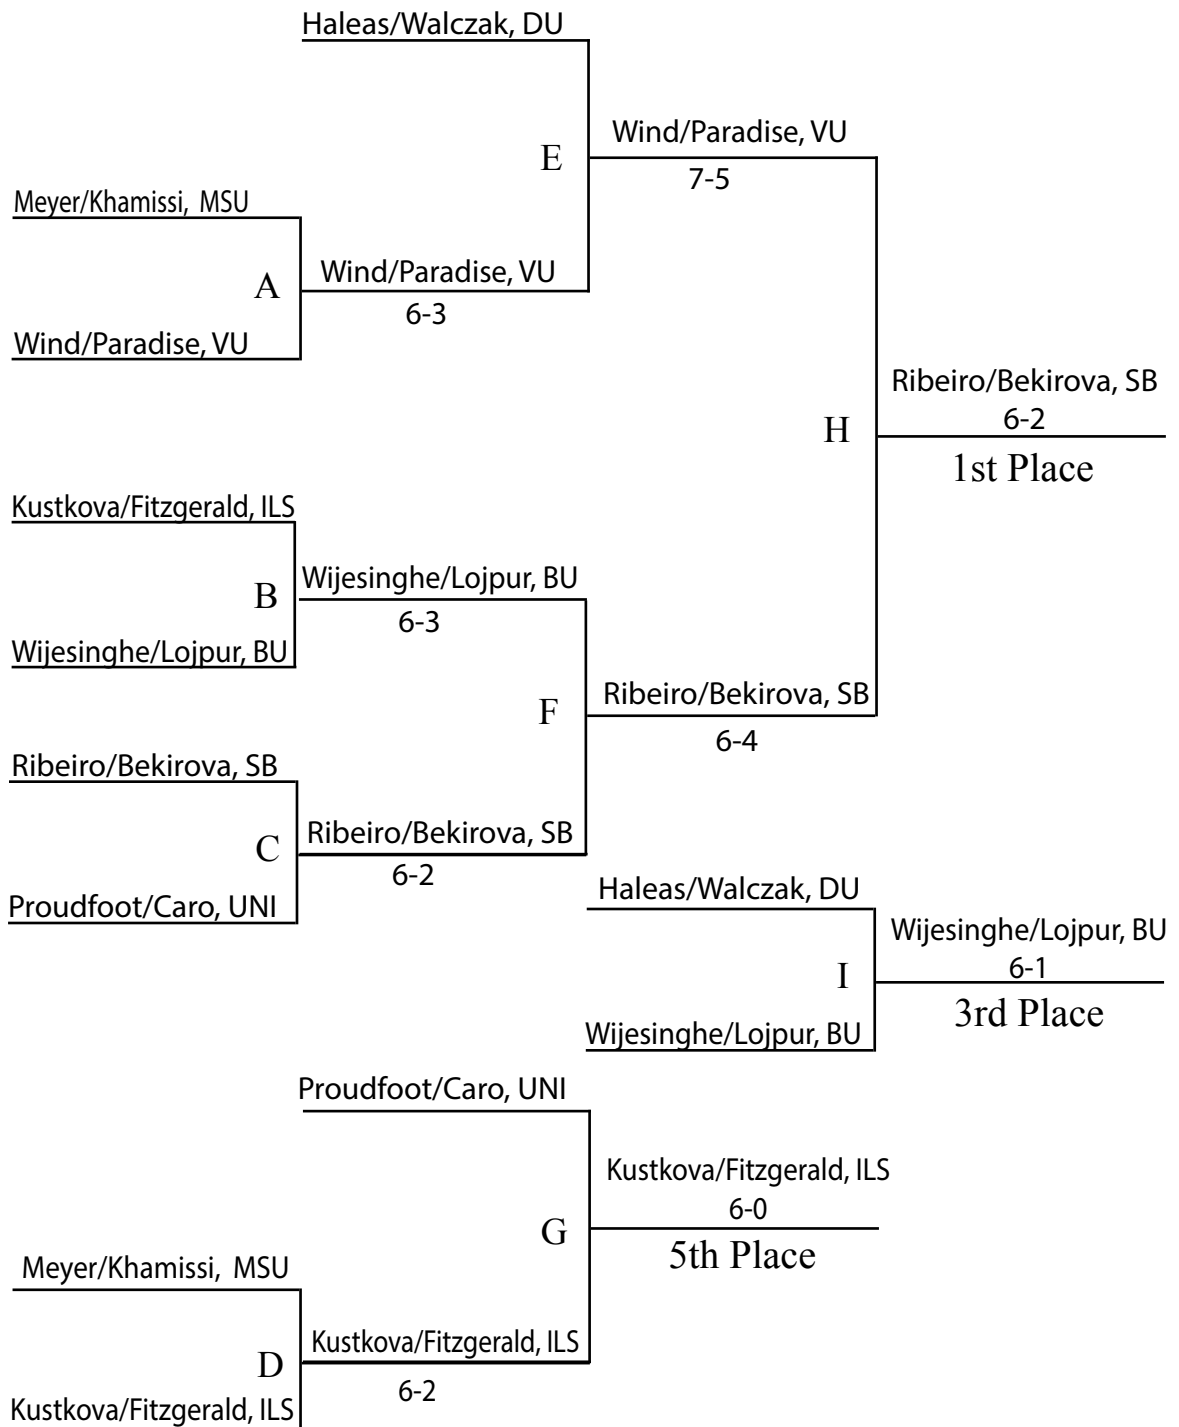 Haleas/Walczak, DU
E
Wind/Paradise, VU
7-5
Meyer/Khamissi, MSU
A
Wind/Paradise, VU
6-3
Wind/Paradise, VU
H
Ribeiro/Bekirova, SB
6-2
1st Place
Kustkova/Fitzgerald, ILS
B
Wijesinghe/Lojpur, BU
6-3
Wijesinghe/Lojpur, BU
F
Ribeiro/Bekirova, SB
6-4
Ribeiro/Bekirova, SB
C
Ribeiro/Bekirova, SB
6-2
Proudfoot/Caro, UNI
Haleas/Walczak, DU
I
Wijesinghe/Lojpur, BU
6-1
3rd Place
Wijesinghe/Lojpur, BU
Proudfoot/Caro, UNI
G
Kustkova/Fitzgerald, ILS
6-0
5th Place
Meyer/Khamissi, MSU
D
Kustkova/Fitzgerald, ILS
6-2
Kustkova/Fitzgerald, ILS